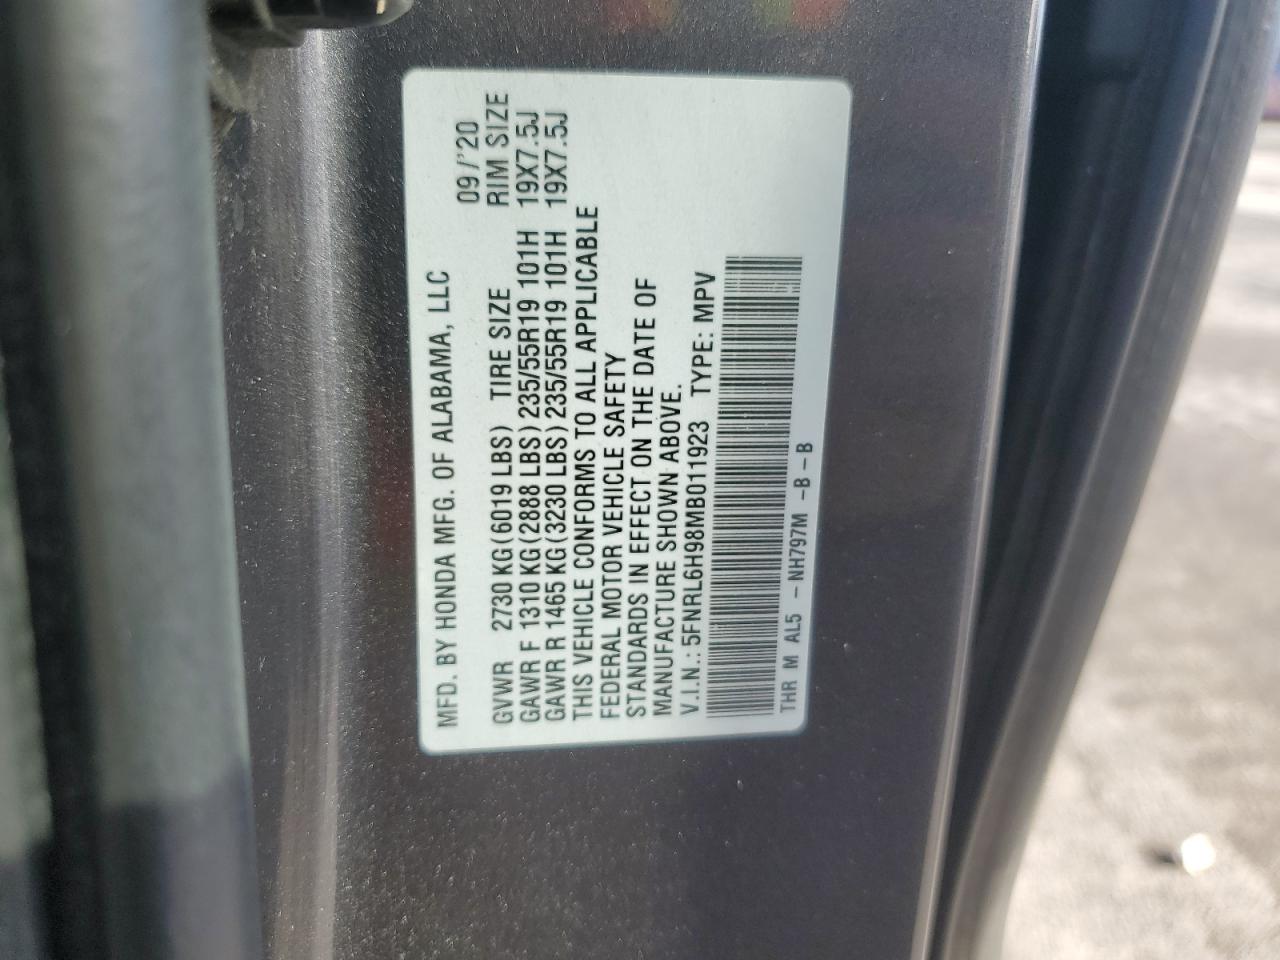 MFD. BY HONDA MFG. OF ALABAMA, LLC 09/'20
GVWR 2730 KG(6019 LBS) TIRE SIZE RIM SIZE
GAWR F 1310 KG(2888 LBS) 235/55R19 101H 19X7.5J
GAWR R 1465 KG(3230 LBS) 235/55R19 101H 19X7.5J
THIS VEHICLE CONFORMS TO ALL APPLICABLE
FEDERAL MOTOR VEHICLE SAFETY
STANDARDS IN EFFECT ON THE DATE OF
MANUFACTURE SHOWN ABOVE.
V.I.N.: 5FNRL6H98MB011923 TYPE: MPV
THR M AL5 - NH797M -B-B